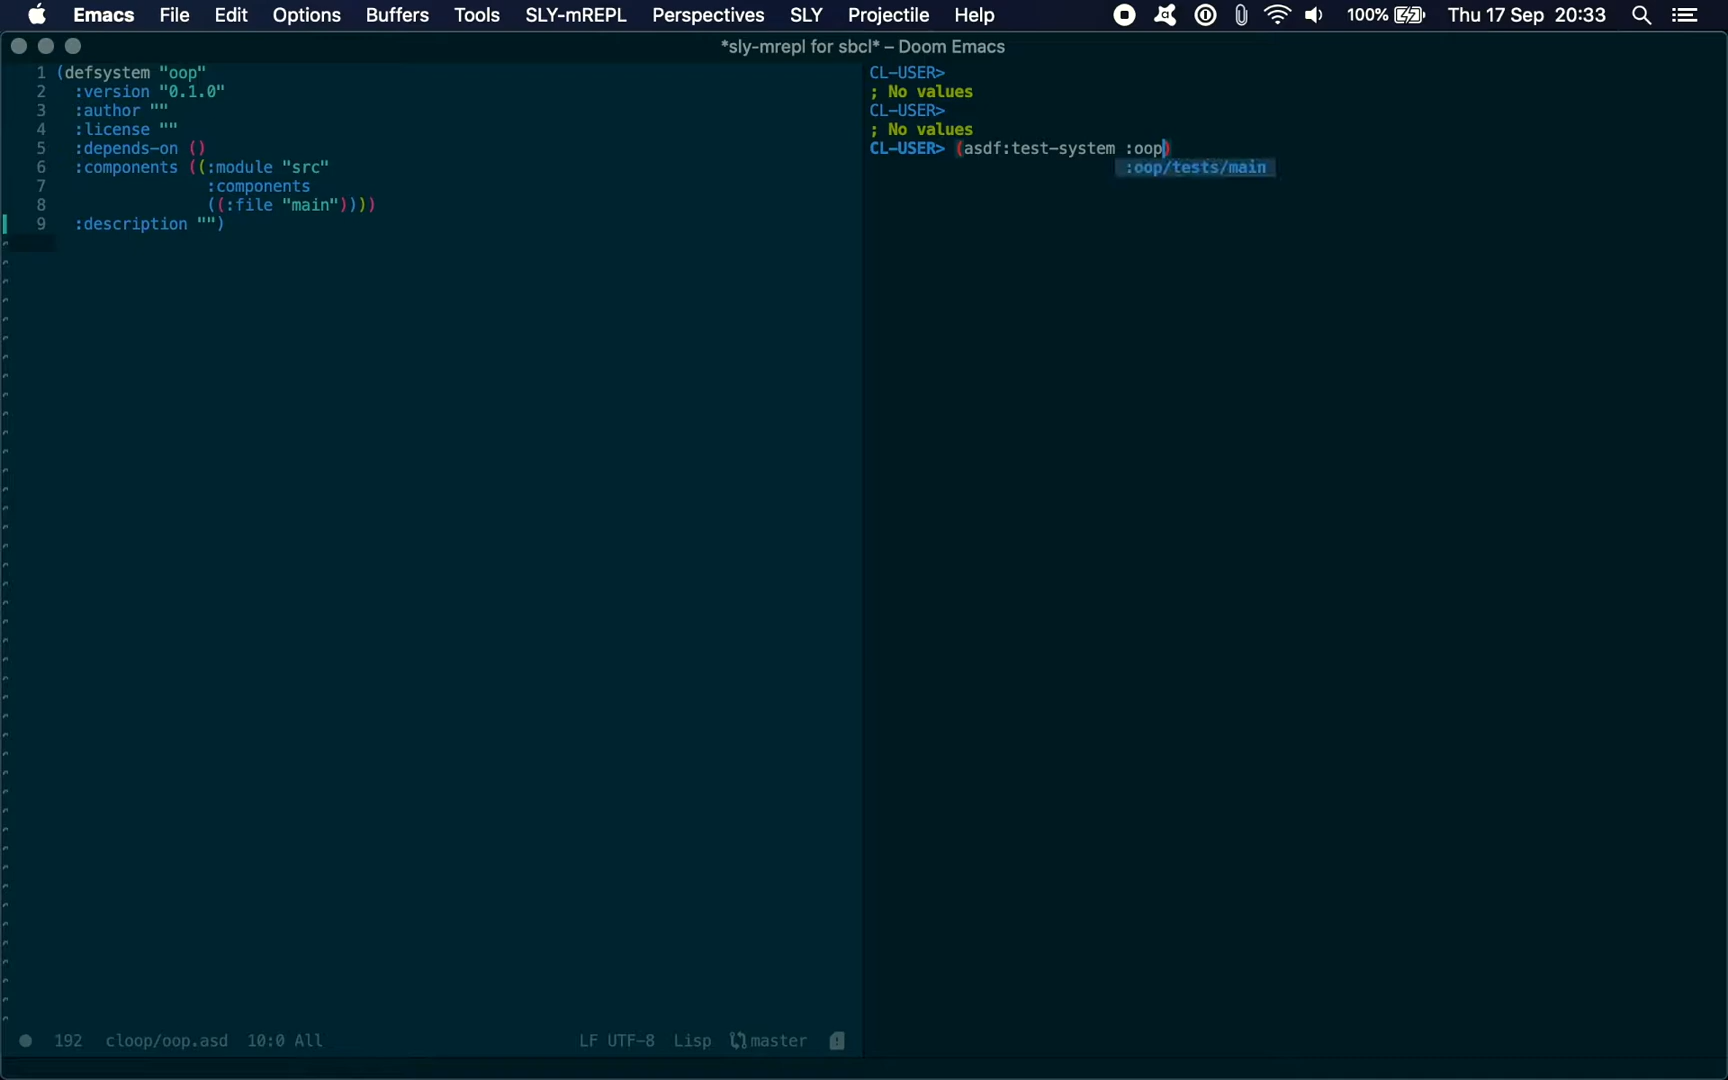 Emacs File Edit Options Buffers Tools SLY-mREPL Perspectives SLY Projectile Help 100% Thu 17 Sep 20:33
*sly-mrepl for sbcl* – Doom Emacs
1 (defsystem "oop"
2 :version "0.1.0"
3 :author ""
4 :license ""
5 :depends-on ()
6 :components ((:module "src"
7 :components
8 ((:file "main"))))
9 :description "")
CL-USER>
; No values
CL-USER>
; No values
CL-USER> (asdf:test-system :oop)
:oop/tests/main
192 cloop/oop.asd 10:0 All LF UTF-8 Lisp master